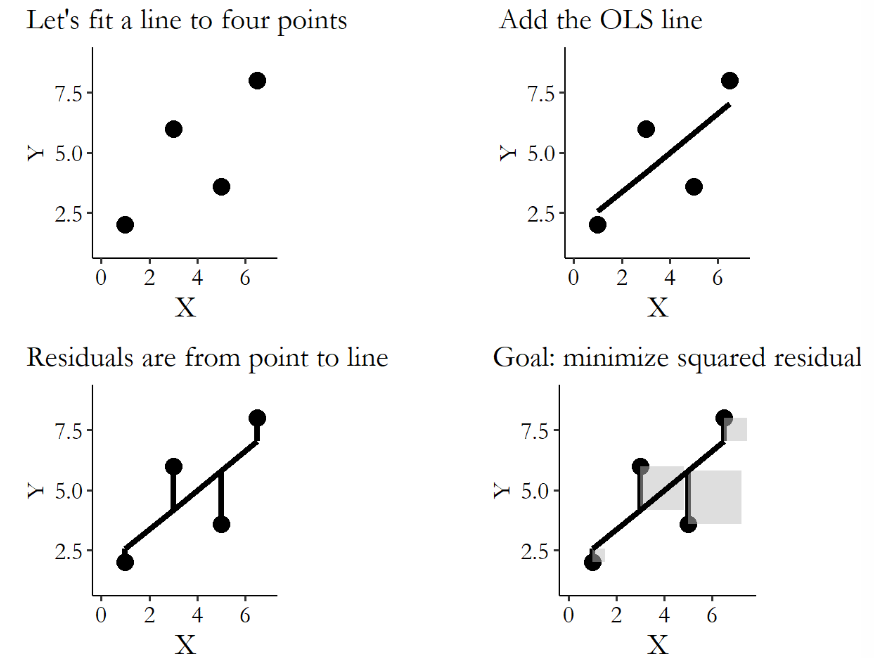 Let's fit a line to four points
7.5
5.0
2.5
Y
0 2 4 6
X
Add the OLS line
7.5
5.0
2.5
Y
0 2 4 6
X
Residuals are from point to line
7.5
5.0
2.5
Y
0 2 4 6
X
Goal: minimize squared residual
7.5
5.0
2.5
Y
0 2 4 6
X